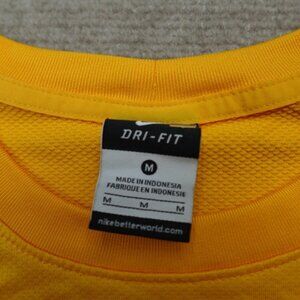 DRI-FIT
M
MADE IN INDONESIA
FABRIQUE EN INDONESIE
M M M
nikebetterworld.com